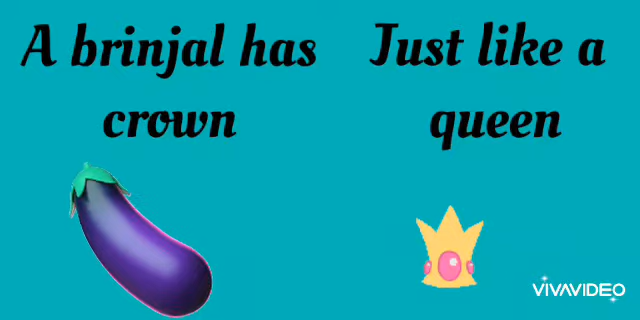 A brinjal has
crown
Just like a
queen
VIVAVIDEO